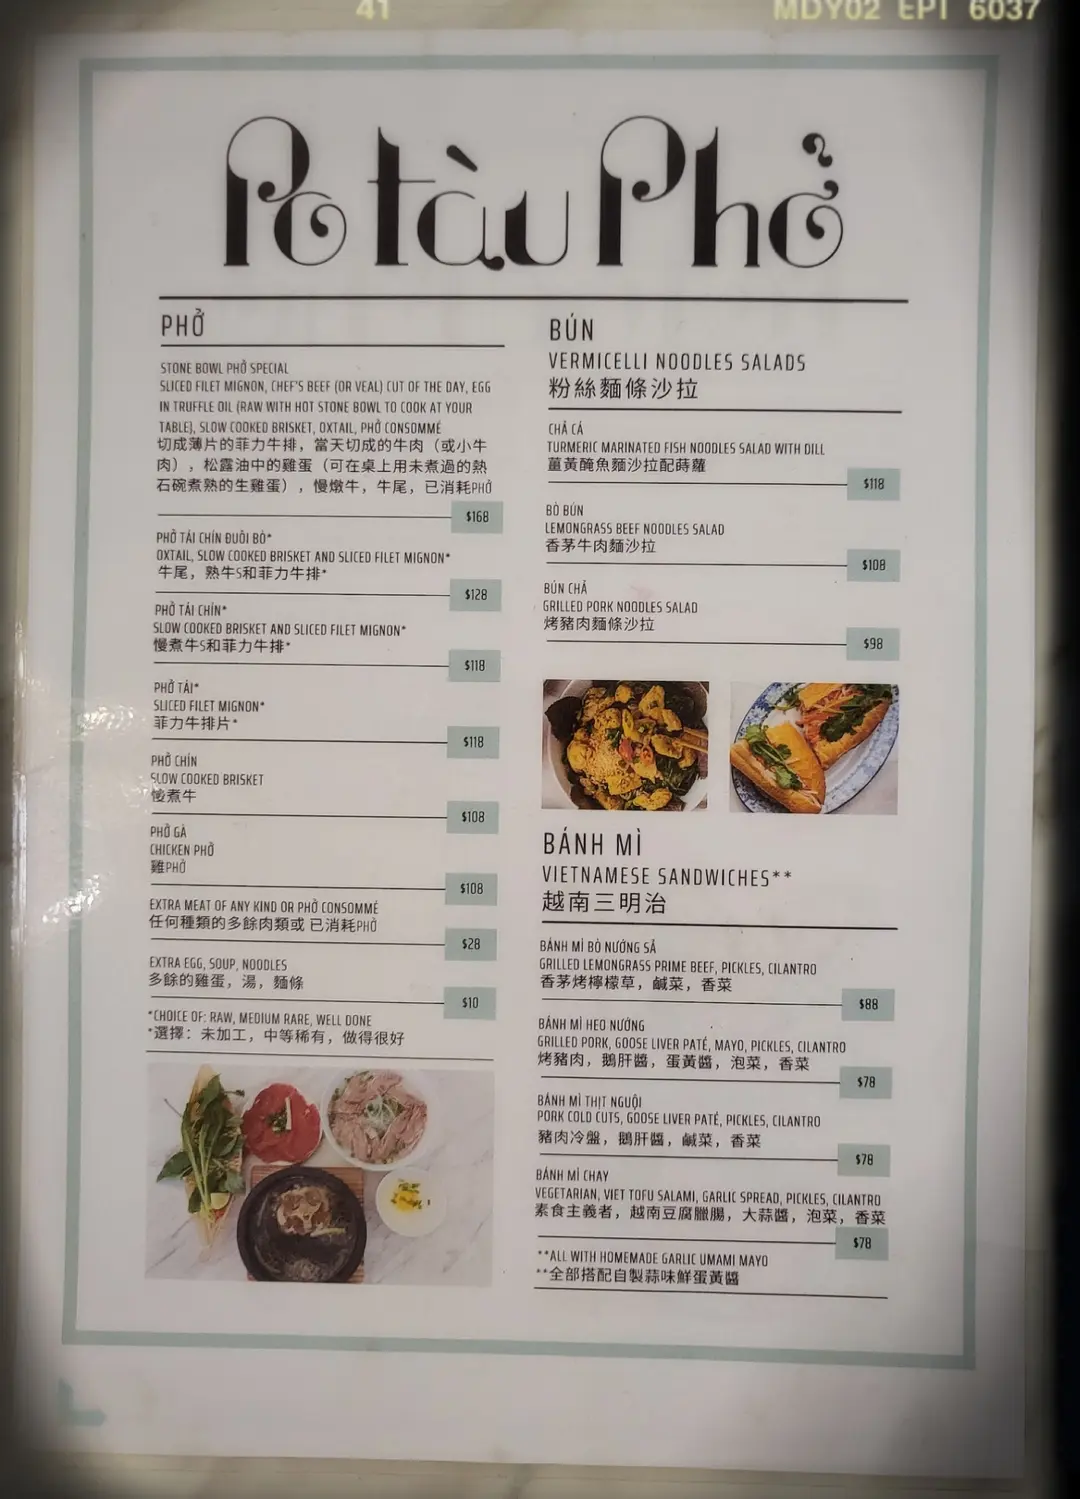 41
MDY02 EPI 6037
Po tàu Phở
PHỞ
STONE BOWL PHỞ SPECIAL
SLICED FILET MIGNON, CHEF'S BEEF (OR VEAL) CUT OF THE DAY, EGG
IN TRUFFLE OIL (RAW WITH HOT STONE BOWL TO COOK AT YOUR
TABLE), SLOW COOKED BRISKET, OXTAIL, PHỞ CONSOMMÉ
切成薄片的菲力牛排，當天切成的牛肉（或小牛
肉），松露油中的雞蛋（可在桌上用未煮過的熱
石碗煮熟的生雞蛋），慢燉牛，牛尾，已消耗PHỞ
$168
PHỞ TÁI CHÍN ĐUÔI BÒ*
OXTAIL, SLOW COOKED BRISKET AND SLICED FILET MIGNON*
牛尾，熟牛S和菲力牛排*
$128
PHỞ TÁI CHÍN*
SLOW COOKED BRISKET AND SLICED FILET MIGNON*
慢煮牛S和菲力牛排*
$118
PHỞ TÁI*
SLICED FILET MIGNON*
菲力牛排片*
$118
PHỞ CHÍN
SLOW COOKED BRISKET
慢煮牛
$108
PHỞ GÀ
CHICKEN PHỞ
雞PHỞ
$108
EXTRA MEAT OF ANY KIND OR PHỞ CONSOMMÉ
任何種類的多餘肉類或 已消耗PHỞ
$28
EXTRA EGG, SOUP, NOODLES
多餘的雞蛋，湯，麵條
$10
*CHOICE OF: RAW, MEDIUM RARE, WELL DONE
*選擇：未加工，中等稀有，做得很好
BÚN
VERMICELLI NOODLES SALADS
粉絲麵條沙拉
CHẢ CÁ
TURMERIC MARINATED FISH NOODLES SALAD WITH DILL
薑黃醃魚麵沙拉配蒔蘿
$118
BÒ BÚN
LEMONGRASS BEEF NOODLES SALAD
香茅牛肉麵沙拉
$108
BÚN CHẢ
GRILLED PORK NOODLES SALAD
烤豬肉麵條沙拉
$98
BÁNH MÌ
VIETNAMESE SANDWICHES**
越南三明治
BÁNH MÌ BÒ NƯỚNG SẢ
GRILLED LEMONGRASS PRIME BEEF, PICKLES, CILANTRO
香茅烤檸檬草，鹹菜，香菜
$88
BÁNH MÌ HEO NƯỚNG
GRILLED PORK, GOOSE LIVER PATÉ, MAYO, PICKLES, CILANTRO
烤豬肉，鵝肝醬，蛋黃醬，泡菜，香菜
$78
BÁNH MÌ THỊT NGUỘI
PORK COLD CUTS, GOOSE LIVER PATÉ, PICKLES, CILANTRO
豬肉冷盤，鵝肝醬，鹹菜，香菜
$78
BÁNH MÌ CHAY
VEGETARIAN, VIET TOFU SALAMI, GARLIC SPREAD, PICKLES, CILANTRO
素食主義者，越南豆腐臘腸，大蒜醬，泡菜，香菜
$78
**ALL WITH HOMEMADE GARLIC UMAMI MAYO
**全部搭配自製蒜味鮮蛋黃醬